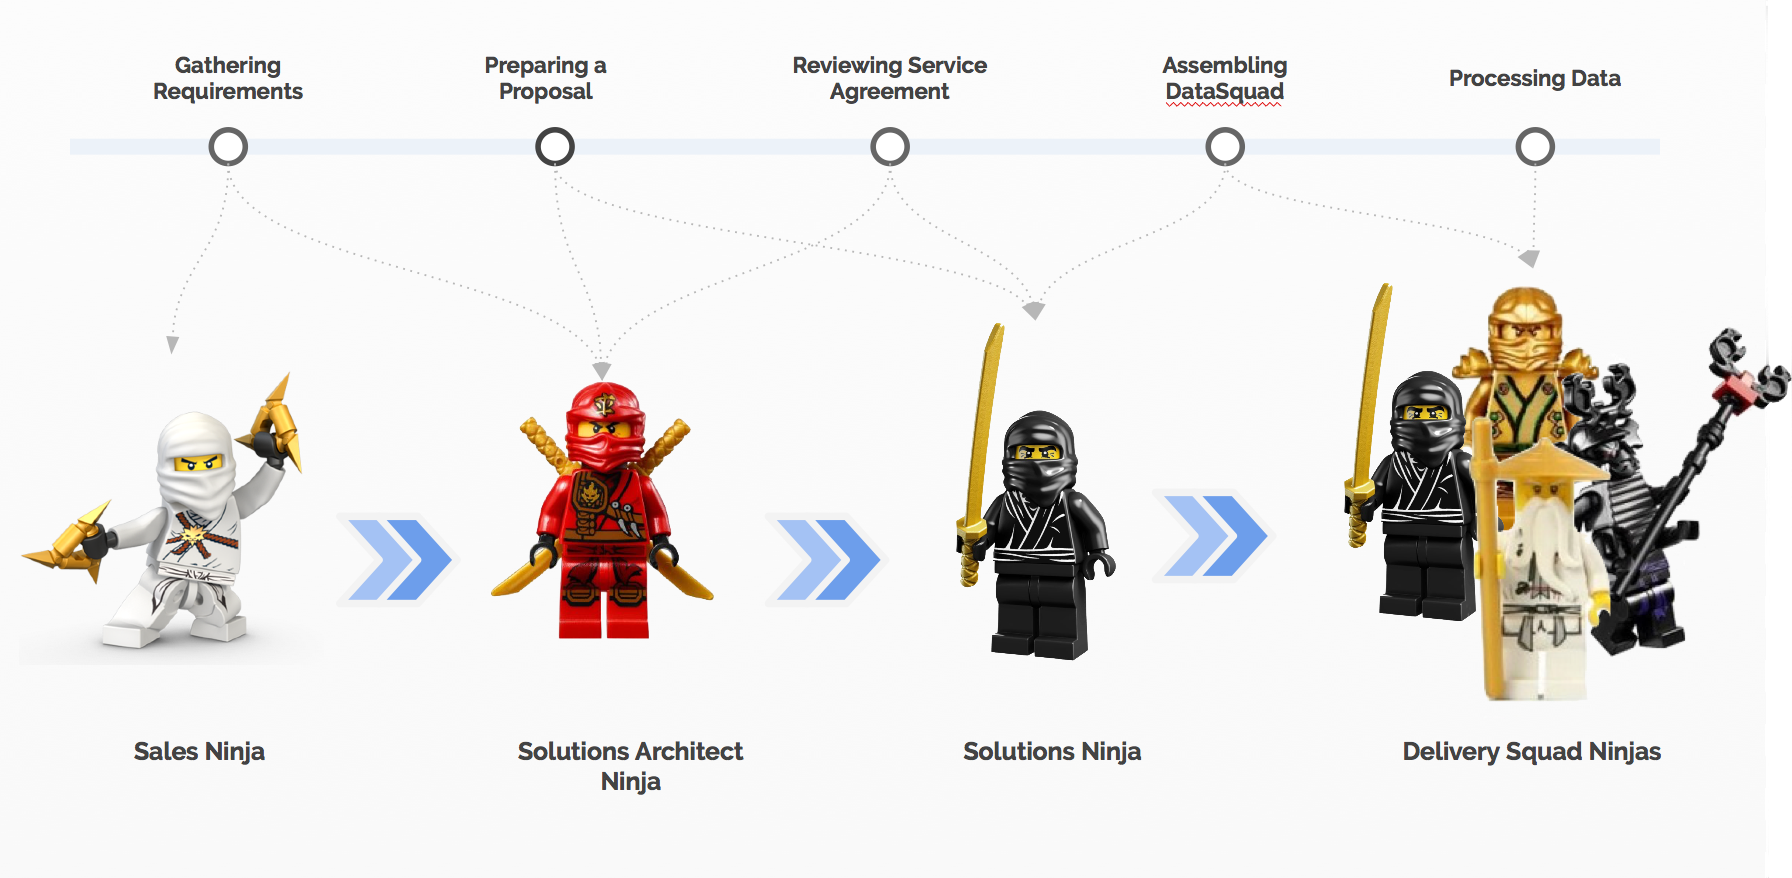 Gathering
Requirements
Preparing a
Proposal
Reviewing Service
Agreement
Assembling
DataSquad
Processing Data
Sales Ninja
Solutions Architect
Ninja
Solutions Ninja
Delivery Squad Ninjas